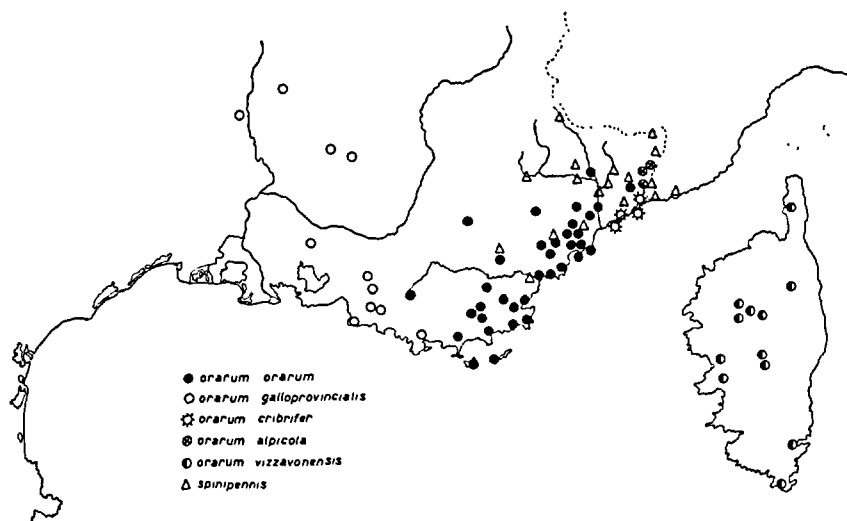 orarum orarum
orarum galloprovincialis
orarum cribrifer
orarum alpicola
orarum vizzavonensis
spinipennis